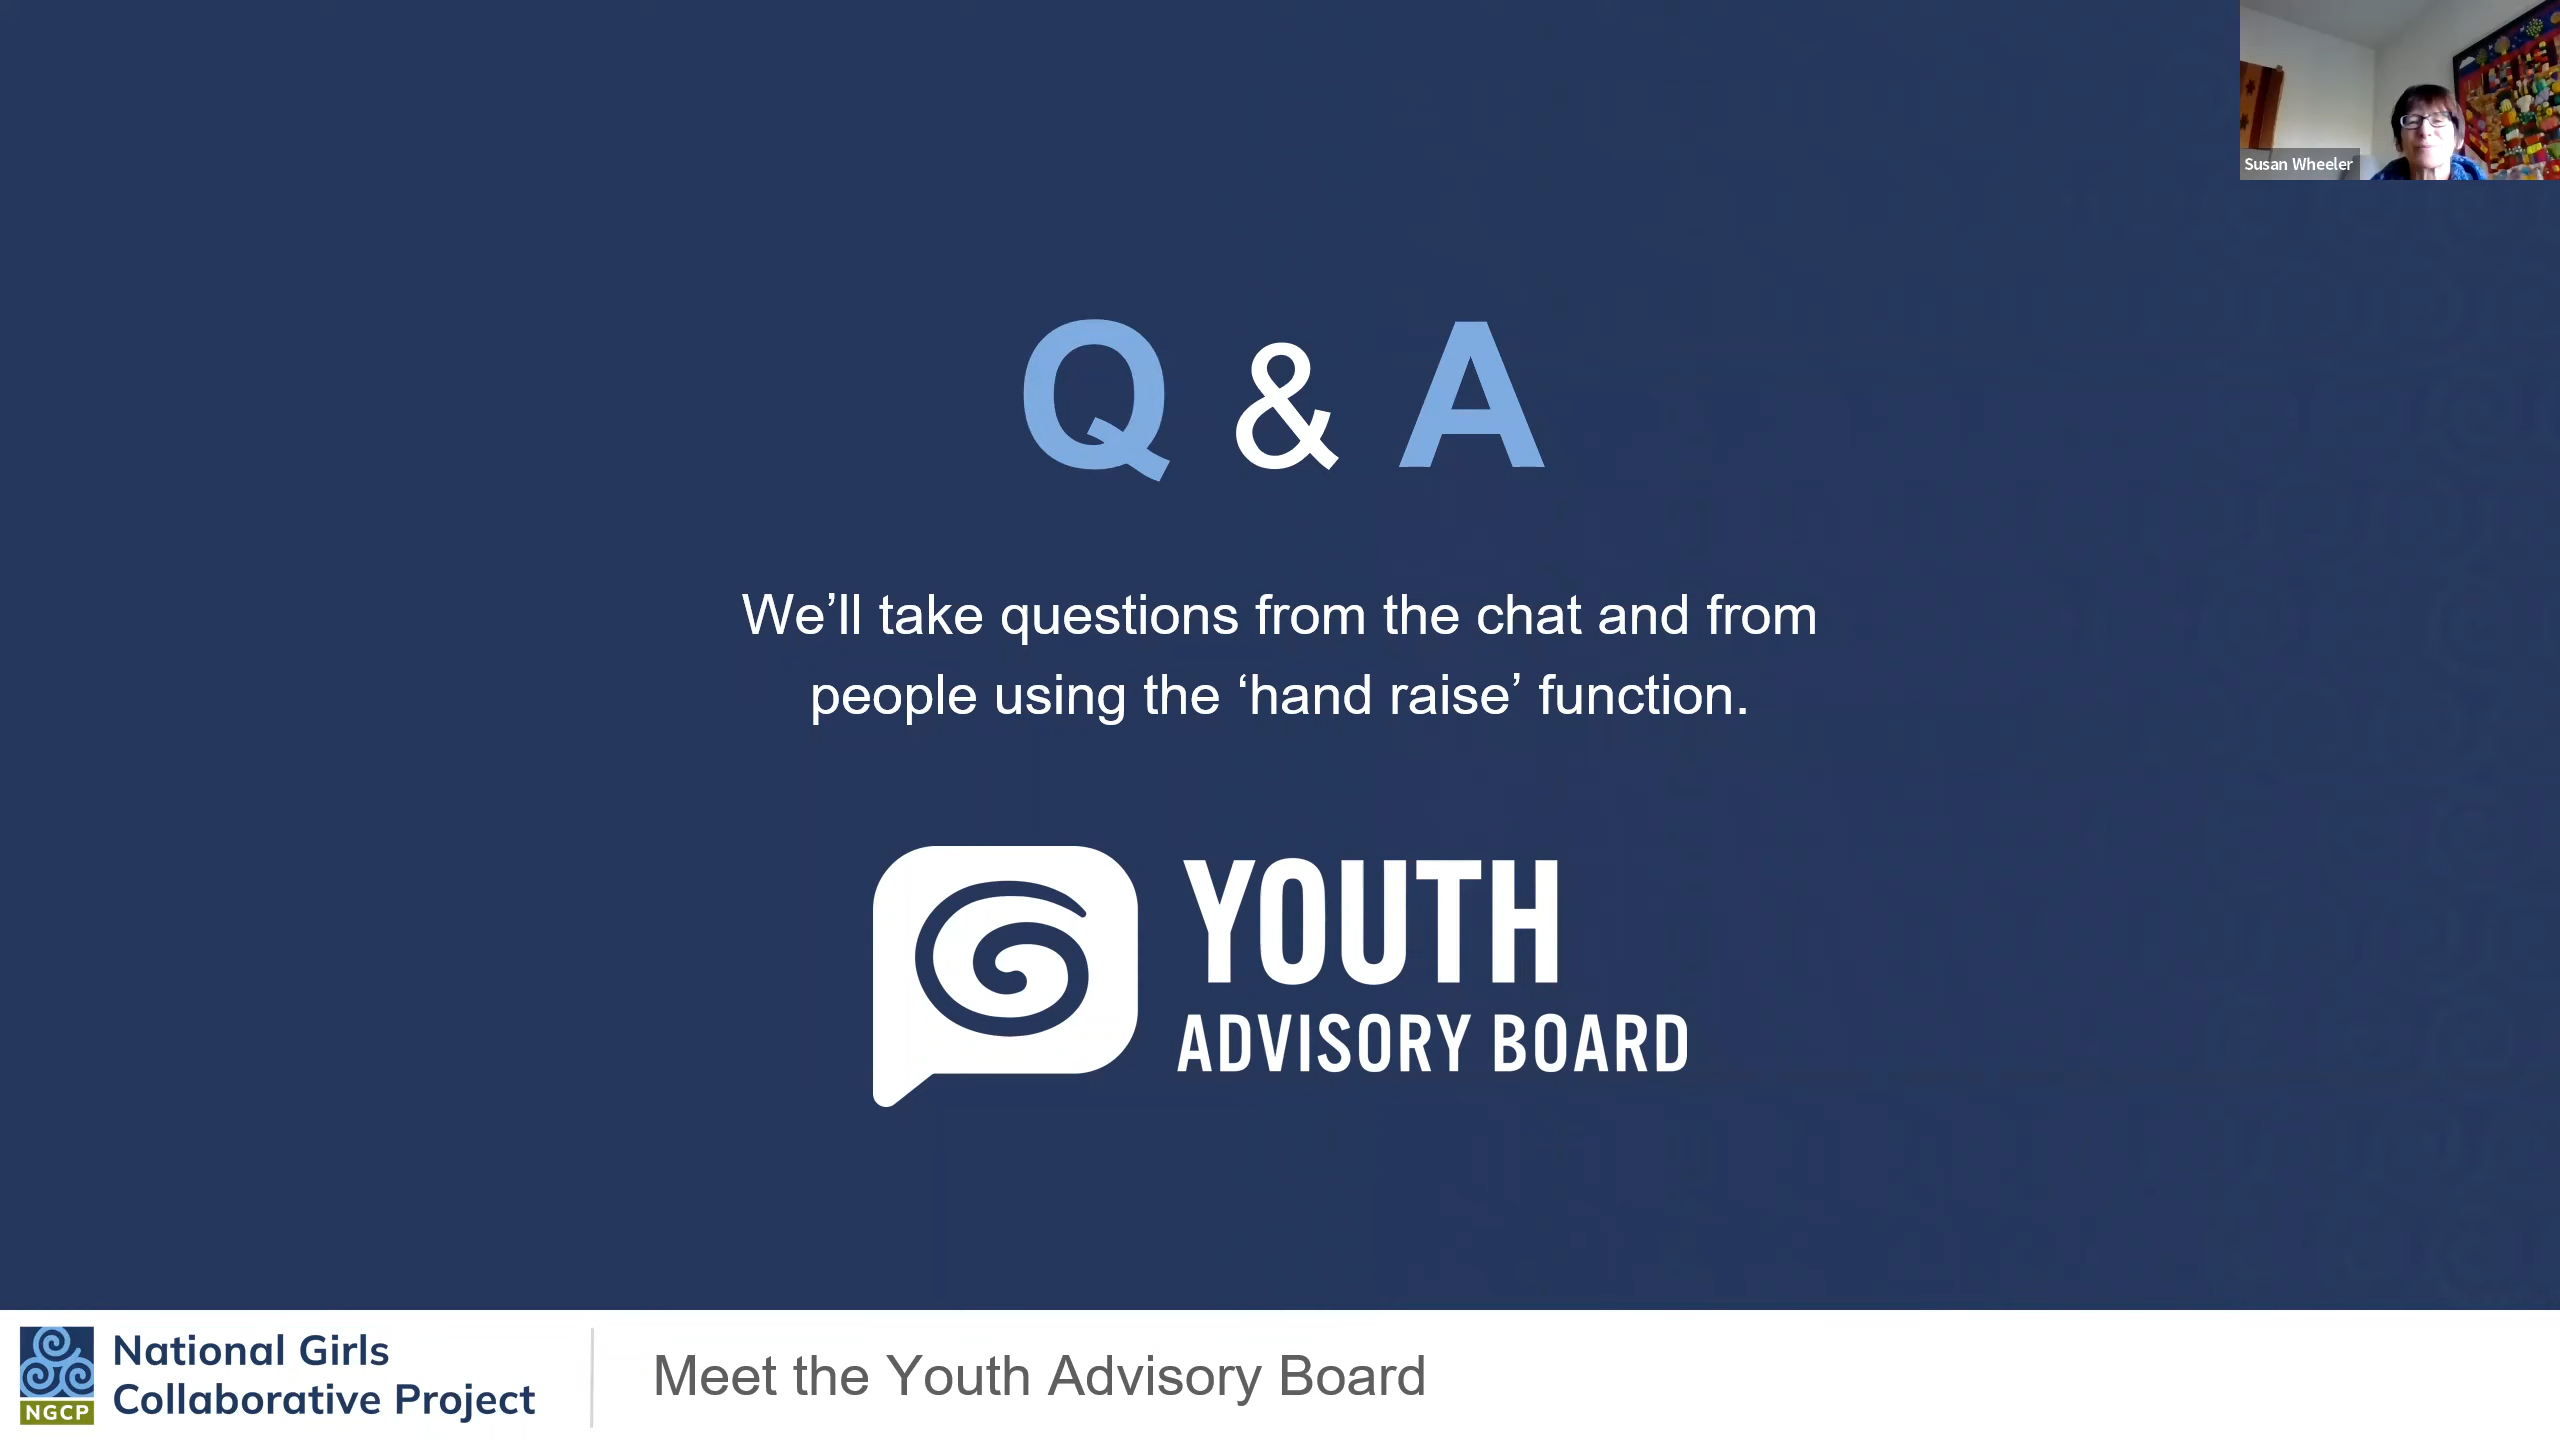 Susan Wheeler
Q & A
We’ll take questions from the chat and from
people using the ‘hand raise’ function.
YOUTH
ADVISORY BOARD
NGCP
National Girls
Collaborative Project
Meet the Youth Advisory Board